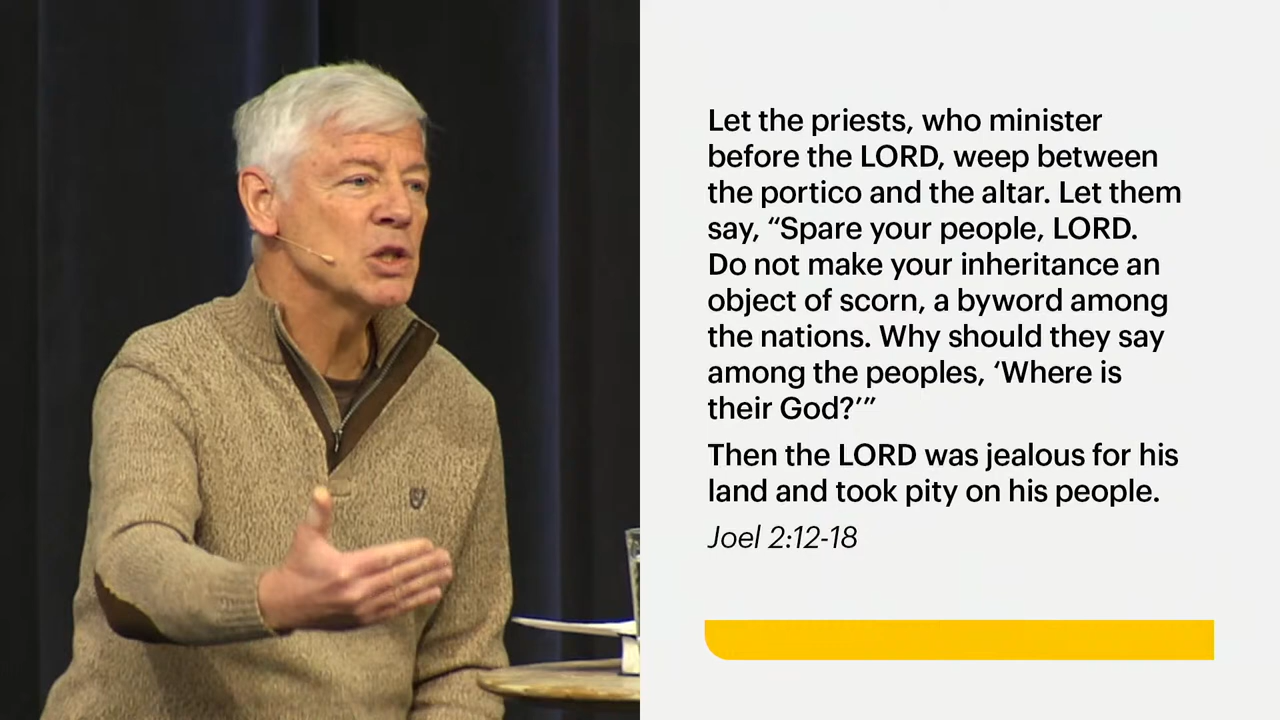 Let the priests, who minister
before the LORD, weep between
the portico and the altar. Let them
say, “Spare your people, LORD.
Do not make your inheritance an
object of scorn, a byword among
the nations. Why should they say
among the peoples, ‘Where is
their God?’”
Then the LORD was jealous for his
land and took pity on his people.
Joel 2:12-18